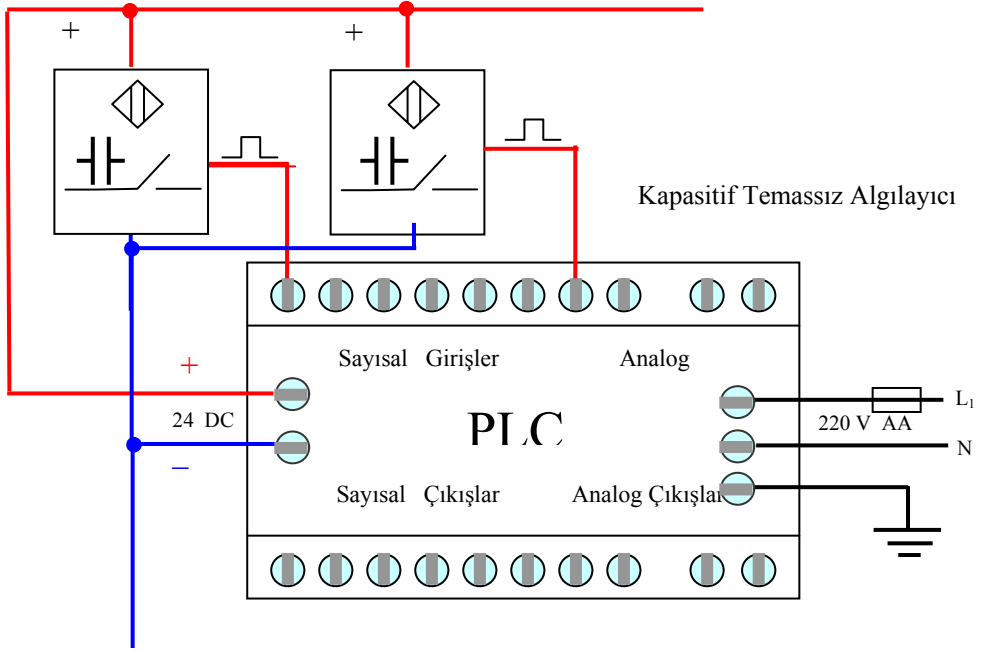 + +
Kapasitif Temassız Algılayıcı
Sayısal Girişler Analog
+
24 DC
PLC
220 V AA
L₁
N
–
Sayısal Çıkışlar Analog Çıkışlar